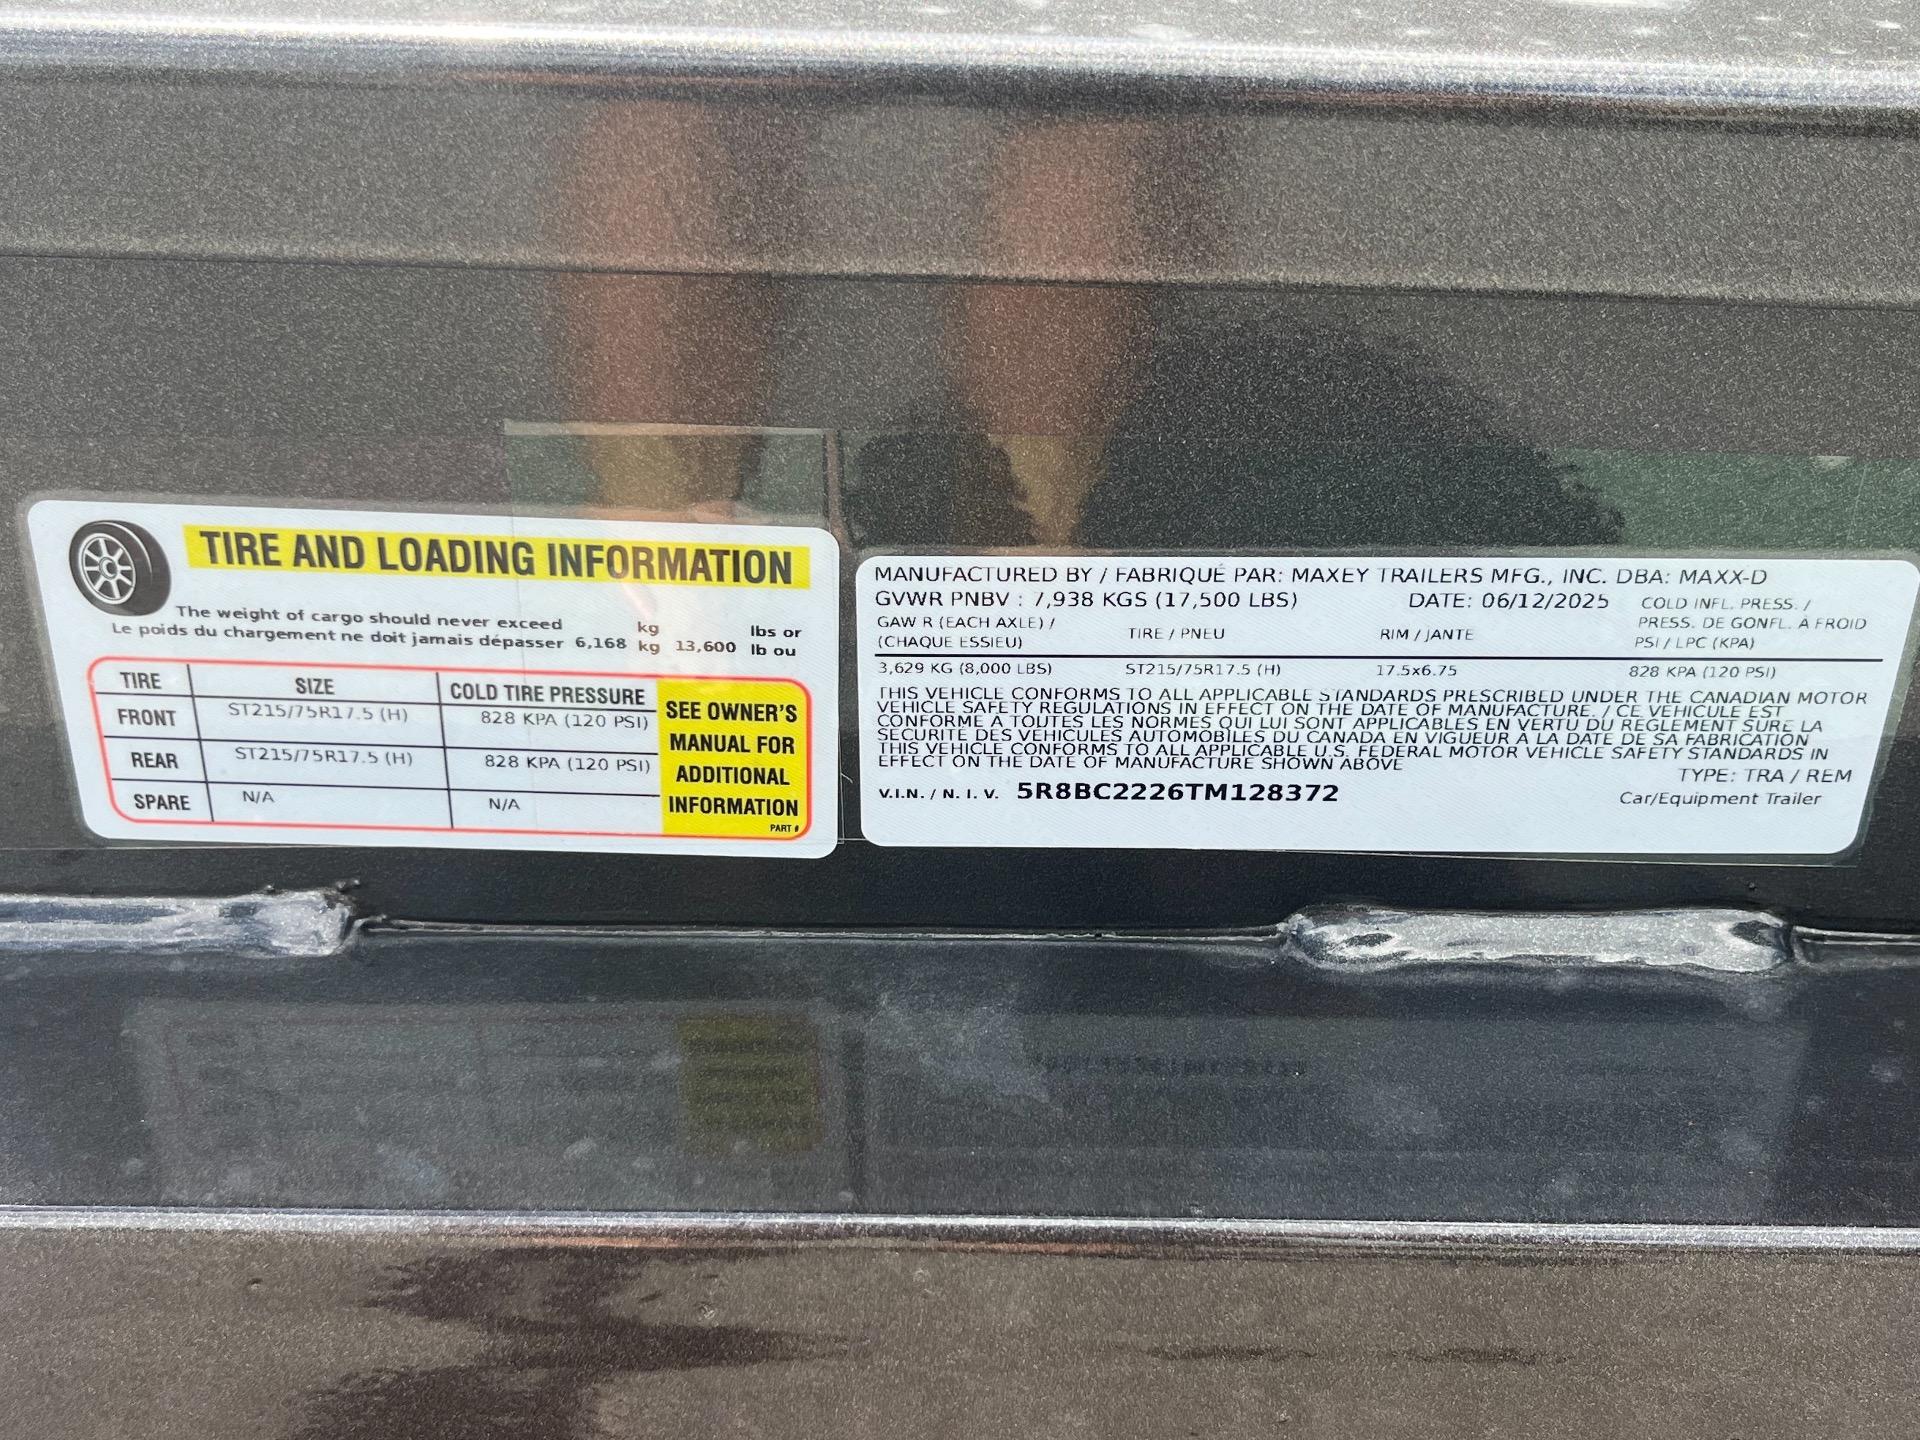 TIRE AND LOADING INFORMATION
The weight of cargo should never exceed kg lbs or
Le poids du chargement ne doit jamais dépasser 6,168 kg 13,600 lb ou
TIRE SIZE COLD TIRE PRESSURE
FRONT ST215/75R17.5 (H) 828 KPA (120 PSI)
REAR ST215/75R17.5 (H) 828 KPA (120 PSI)
SPARE N/A N/A
SEE OWNER'S
MANUAL FOR
ADDITIONAL
INFORMATION
PART #
MANUFACTURED BY / FABRIQUÉ PAR: MAXEY TRAILERS MFG., INC. DBA: MAXX-D
GVWR PNBV : 7,938 KGS (17,500 LBS) DATE: 06/12/2025
GAW R (EACH AXLE) /
(CHAQUE ESSIEU)
TIRE / PNEU
RIM / JANTE
COLD INFL. PRESS. /
PRESS. DE GONFL. À FROID
PSI / LPC (KPA)
3,629 KG (8,000 LBS) ST215/75R17.5 (H) 17.5x6.75 828 KPA (120 PSI)
THIS VEHICLE CONFORMS TO ALL APPLICABLE STANDARDS PRESCRIBED UNDER THE CANADIAN MOTOR
VEHICLE SAFETY REGULATIONS IN EFFECT ON THE DATE OF MANUFACTURE. / CE VEHICULE EST
CONFORME A TOUTES LES NORMES QUI LUI SONT APPLICABLES EN VERTU DU REGLEMENT SURE LA
SECURITE DES VEHICULES AUTOMOBILES DU CANADA EN VIGUEUR A LA DATE DE SA FABRICATION
THIS VEHICLE CONFORMS TO ALL APPLICABLE U.S. FEDERAL MOTOR VEHICLE SAFETY STANDARDS IN
EFFECT ON THE DATE OF MANUFACTURE SHOWN ABOVE
TYPE: TRA / REM
V.I.N. / N. I. V. 5R8BC2226TM128372
Car/Equipment Trailer